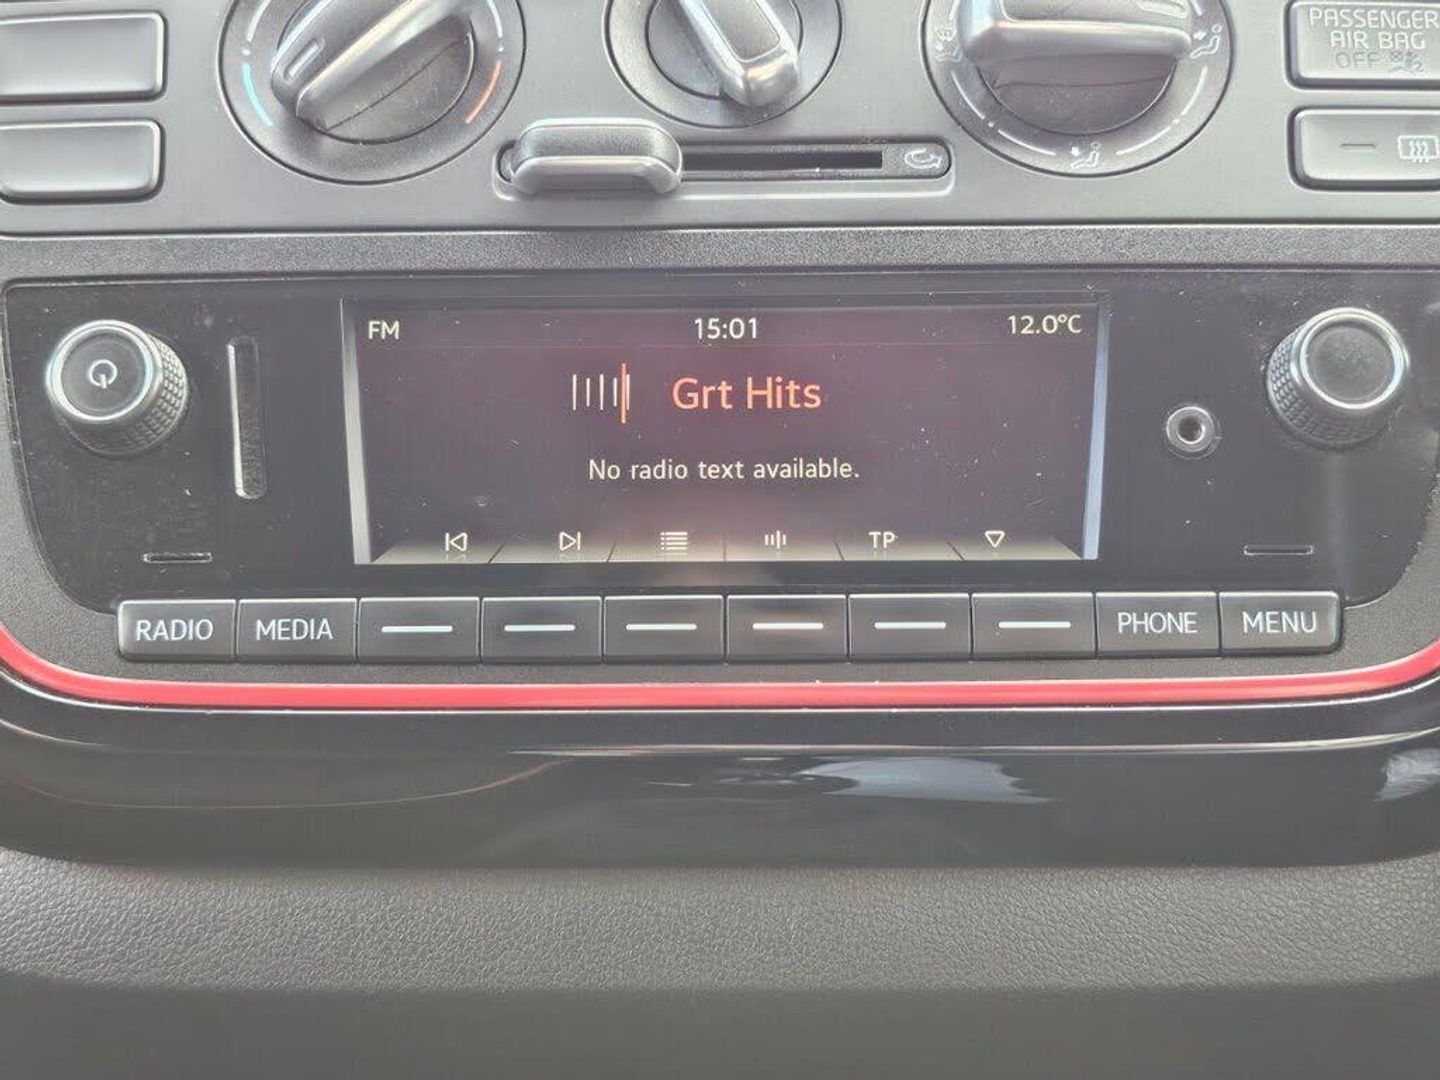 PASSENGER
AIR BAG
OFF
FM
15:01
12.0°C
Grt Hits
No radio text available.
TP
RADIO
MEDIA
PHONE
MENU